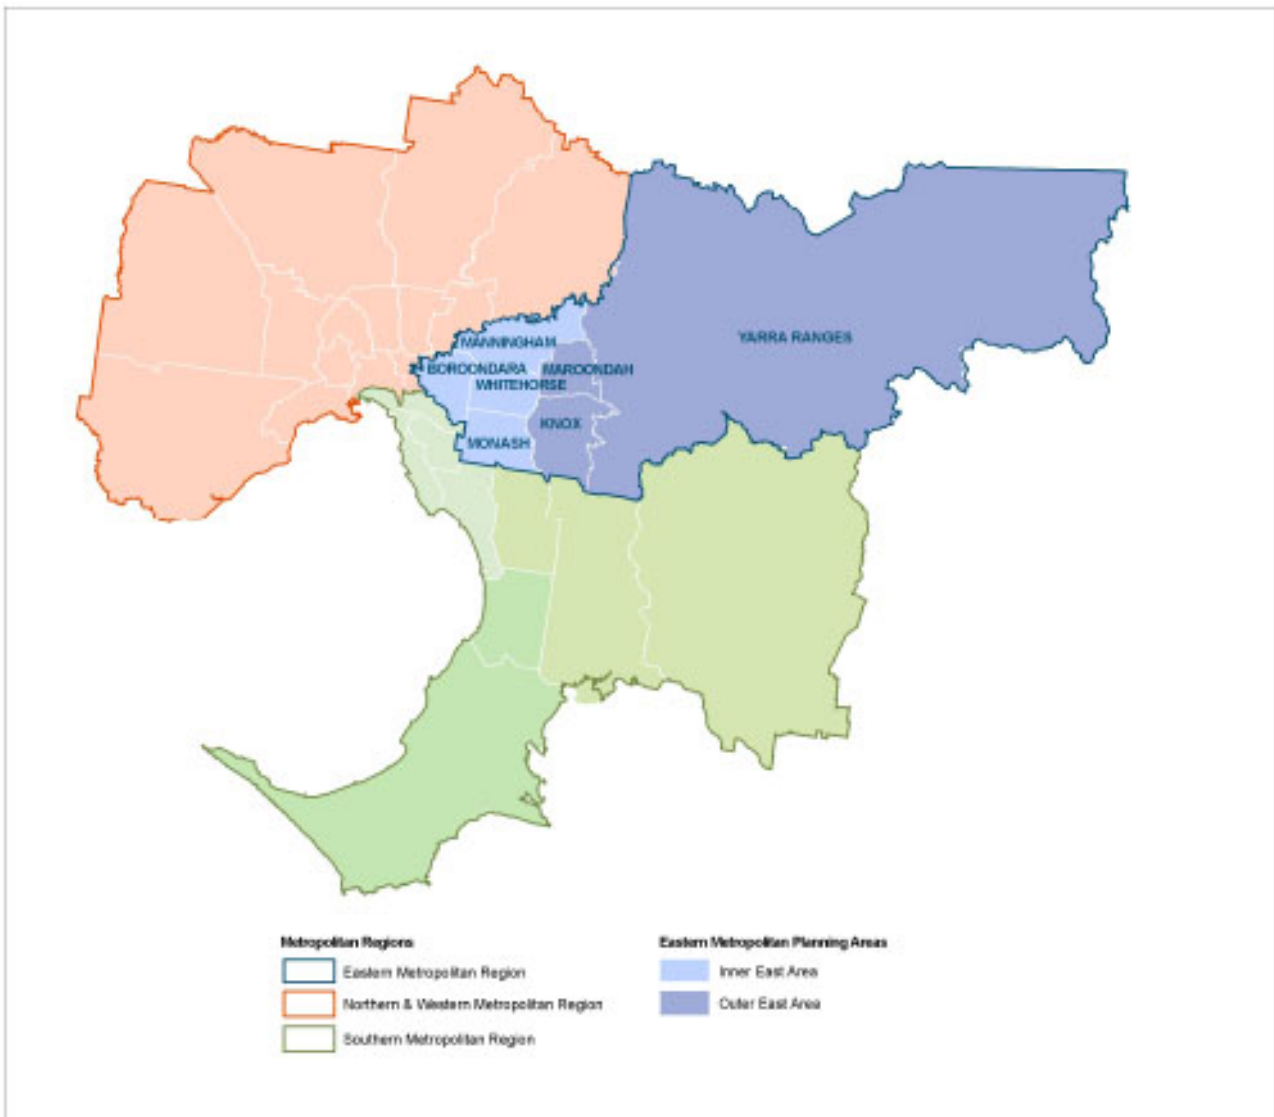 YARRA RANGES
MANNINGHAM
BOROONDARA
MAROONDAH
WHITEHORSE
KNOX
MONASH
Metropolitan Regions
Eastern Metropolitan Region
Northern & Western Metropolitan Region
Southern Metropolitan Region
Eastern Metropolitan Planning Areas
Inner East Area
Outer East Area